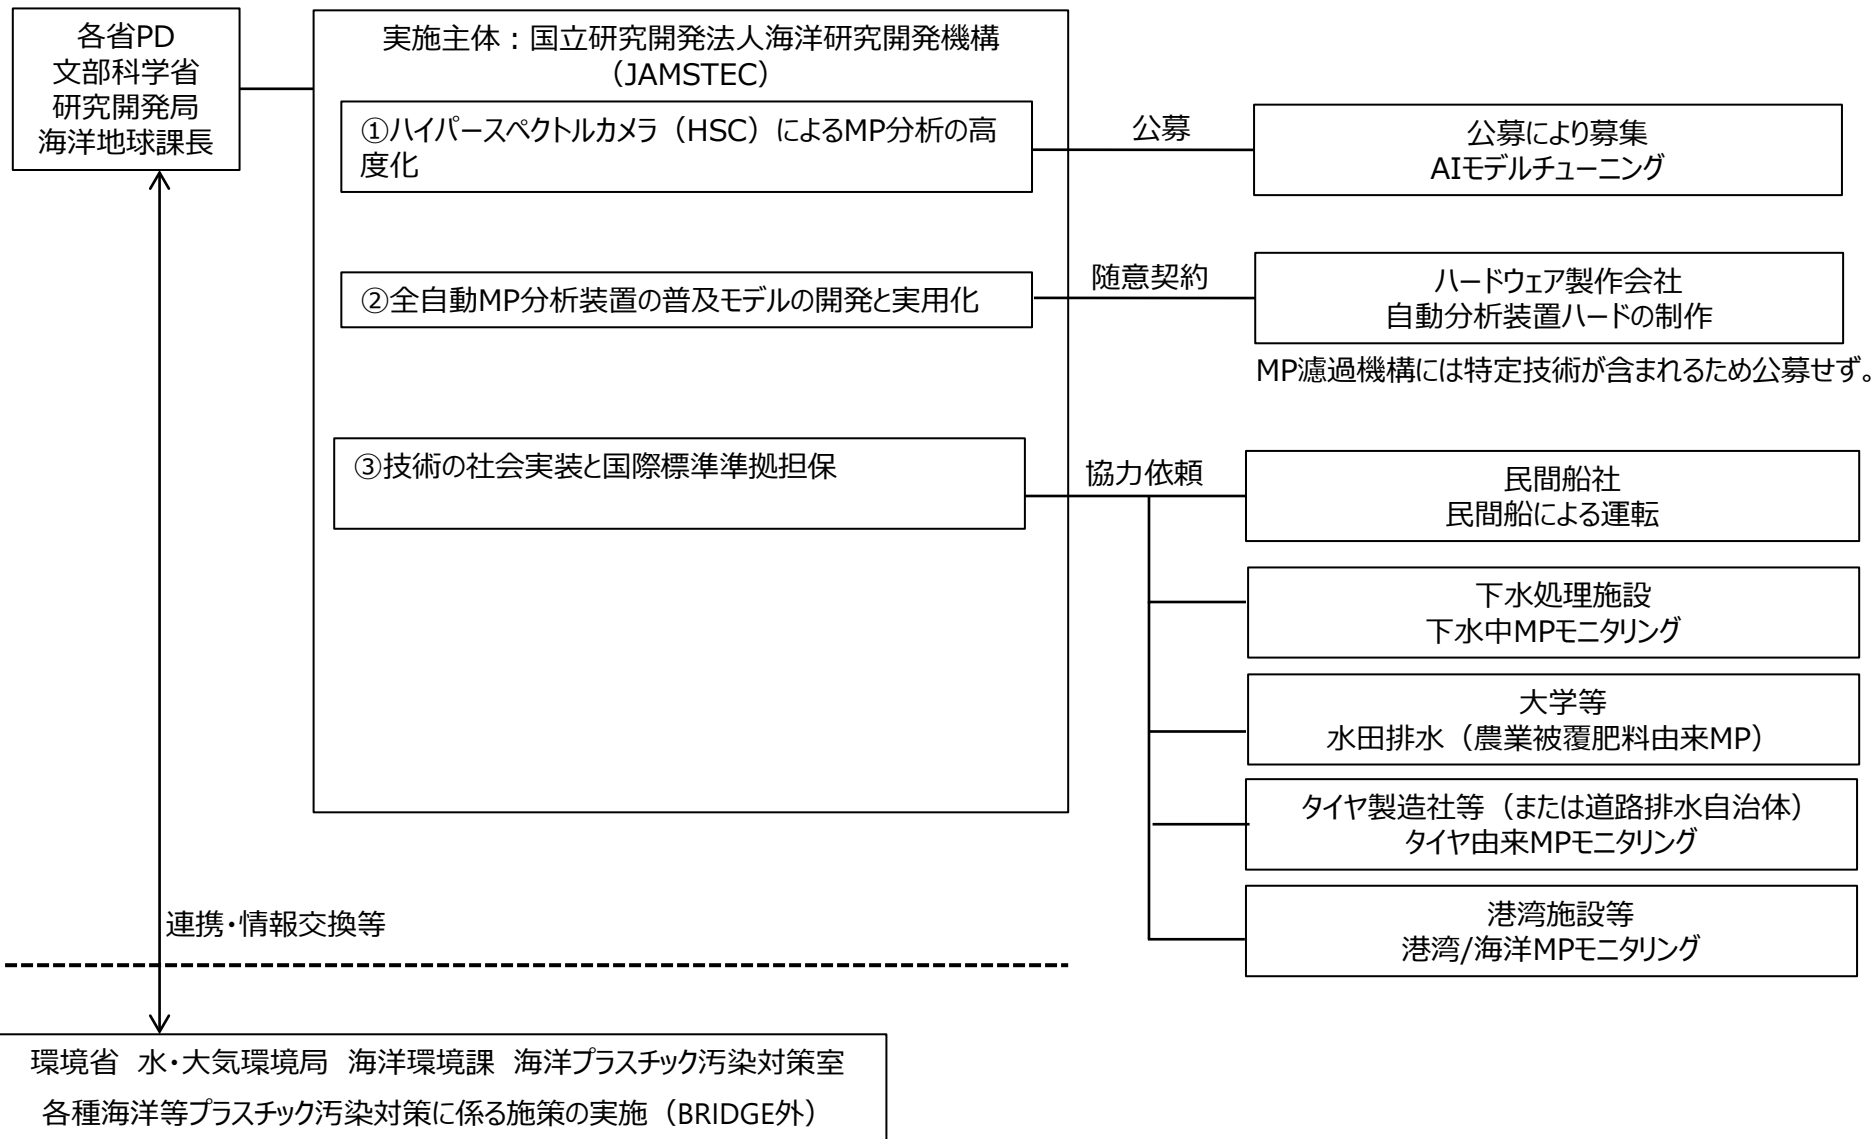 各省PD
文部科学省
研究開発局
海洋地球課長
実施主体：国立研究開発法人海洋研究開発機構
（JAMSTEC）
①ハイパースペクトルカメラ（HSC）によるMP分析の高
度化
公募
公募により募集
AIモデルチューニング
②全自動MP分析装置の普及モデルの開発と実用化
随意契約
ハードウェア製作会社
自動分析装置ハードの制作
MP濾過機構には特定技術が含まれるため公募せず。
③技術の社会実装と国際標準準拠担保
協力依頼
民間船社
民間船による運転
下水処理施設
下水中MPモニタリング
大学等
水田排水（農業被覆肥料由来MP）
タイヤ製造社等（または道路排水自治体）
タイヤ由来MPモニタリング
港湾施設等
港湾/海洋MPモニタリング
連携・情報交換等
環境省 水・大気環境局 海洋環境課 海洋プラスチック汚染対策室
各種海洋等プラスチック汚染対策に係る施策の実施（BRIDGE外）